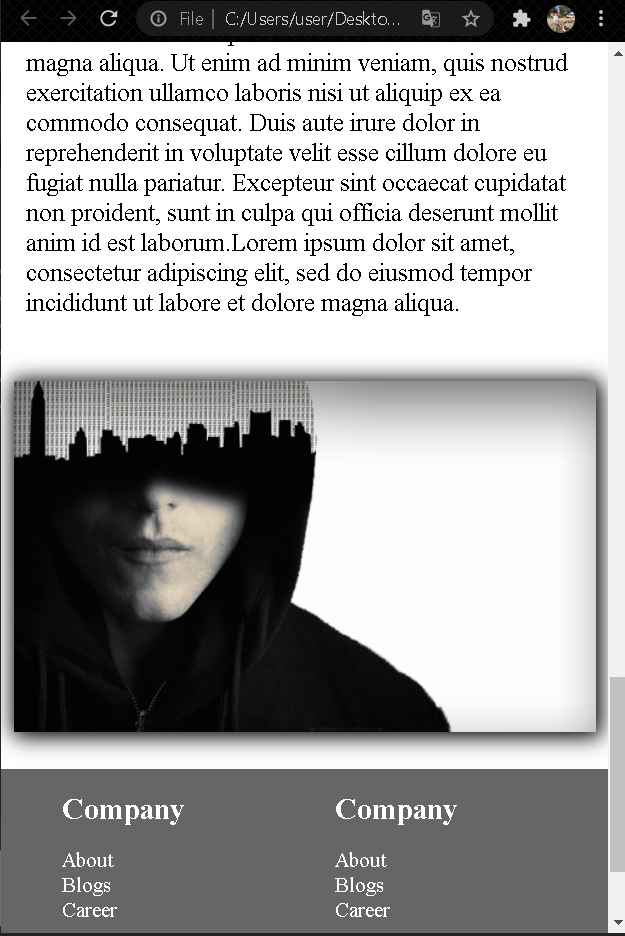 File | C:/Users/user/Deskto...
magna aliqua. Ut enim ad minim veniam, quis nostrud
exercitation ullamco laboris nisi ut aliquip ex ea
commodo consequat. Duis aute irure dolor in
reprehenderit in voluptate velit esse cillum dolore eu
fugiat nulla pariatur. Excepteur sint occaecat cupidatat
non proident, sunt in culpa qui officia deserunt mollit
anim id est laborum.Lorem ipsum dolor sit amet,
consectetur adipiscing elit, sed do eiusmod tempor
incididunt ut labore et dolore magna aliqua.
Company
About
Blogs
Career
Company
About
Blogs
Career